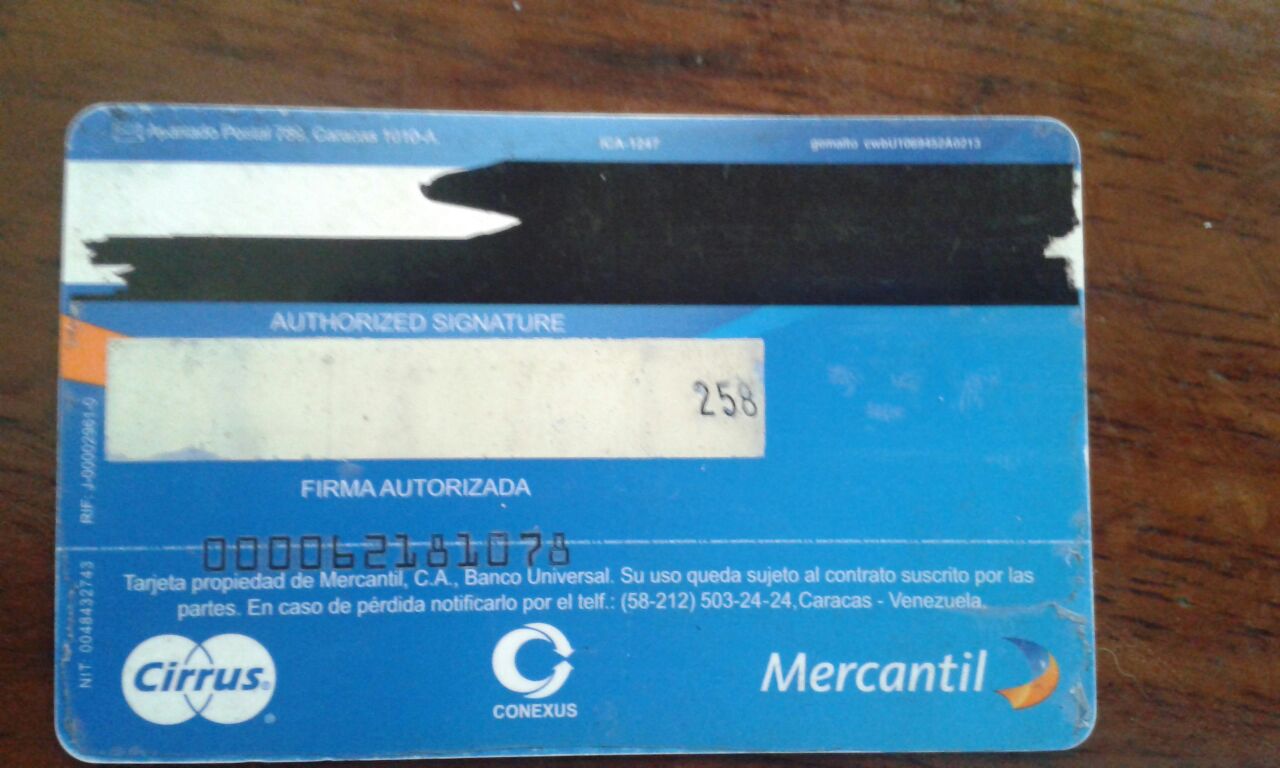 Apartado Postal 789, Caracas 1010-A. ICA-1247 gemalto cwbU1069452A0213
AUTHORIZED SIGNATURE
258
FIRMA AUTORIZADA
RIF: J-00002961-0
NIT 0048432743
000062181078
Tarjeta propiedad de Mercantil, C.A., Banco Universal. Su uso queda sujeto al contrato suscrito por las
partes. En caso de pérdida notificarlo por el telf.: (58-212) 503-24-24, Caracas - Venezuela.
Cirrus®
CONEXUS
Mercantil